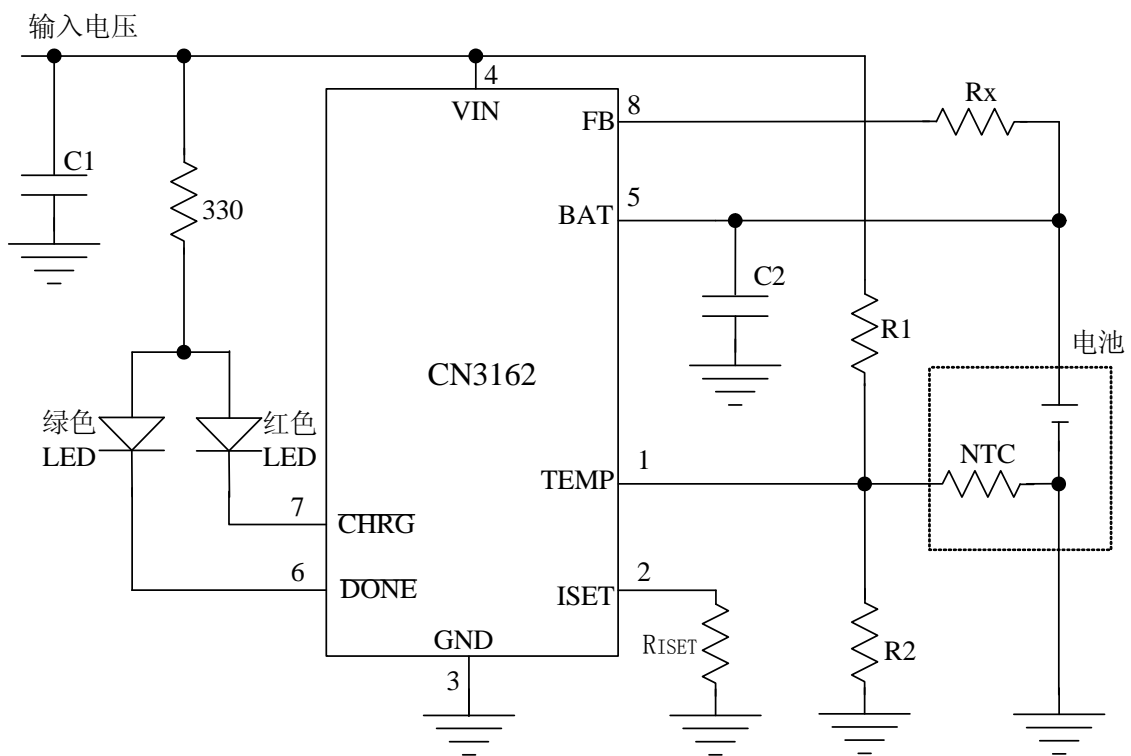 输入电压
4
VIN
8
FB
Rx
C1
330
5
BAT
C2
R1
CN3162
电池
绿色
LED
红色
LED
1
TEMP
NTC
7
CHRG
6
DONE
2
ISET
RISET
R2
GND
3